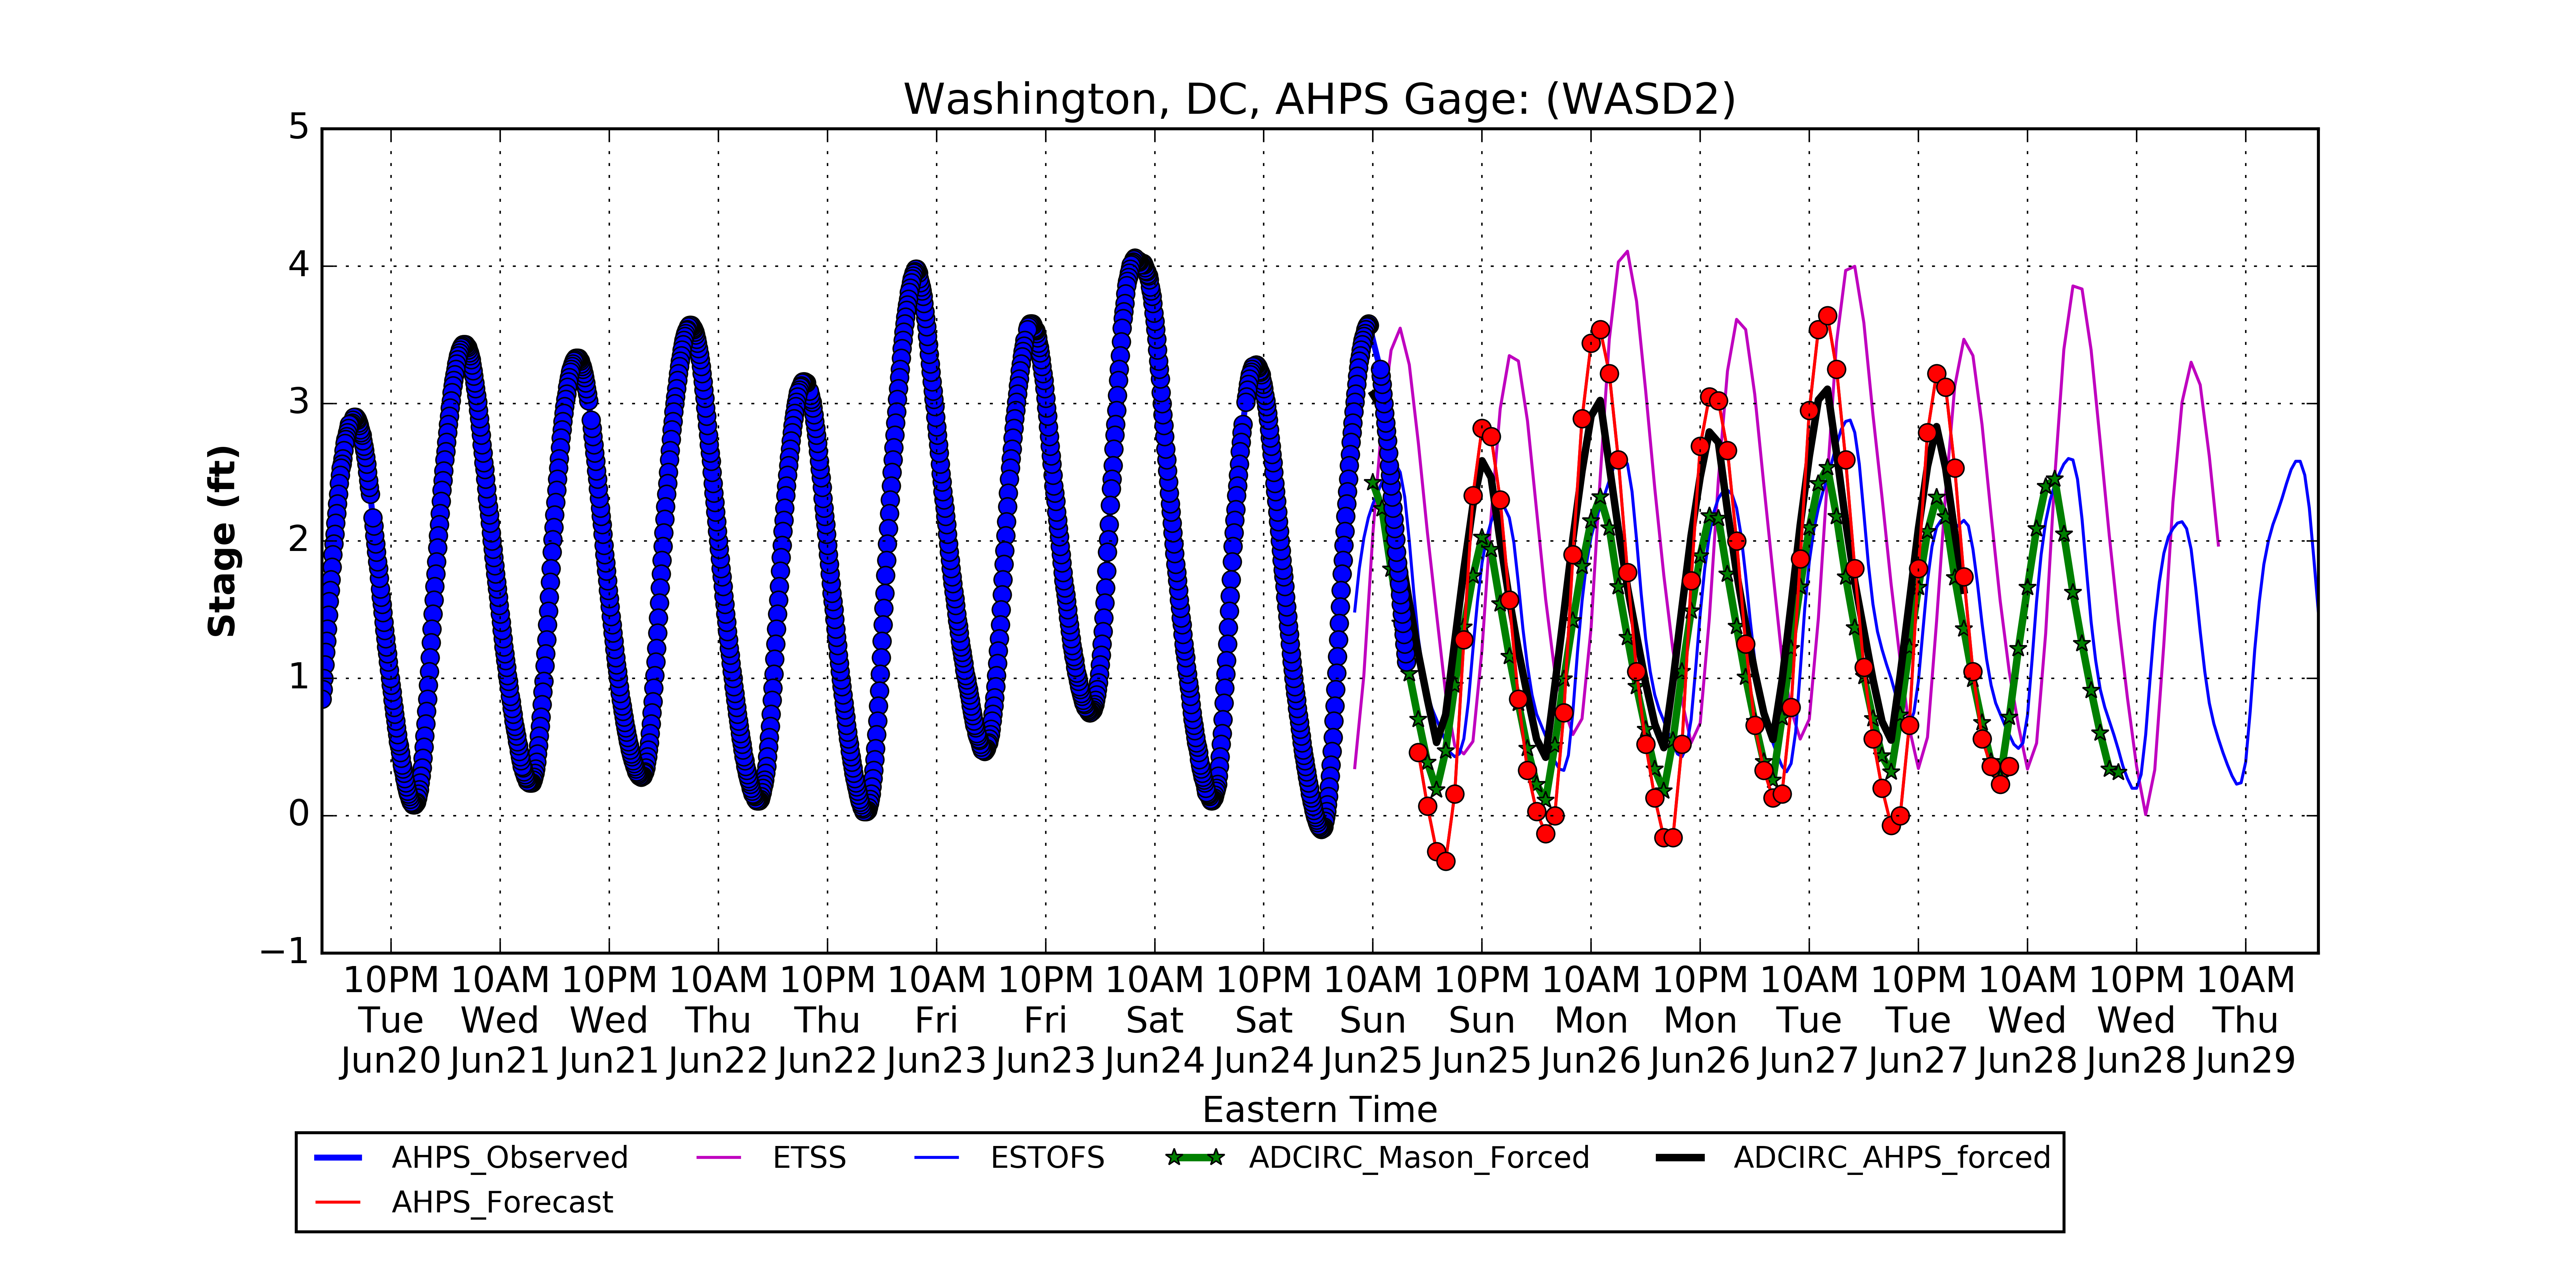 Washington, DC, AHPS Gage: (WASD2)
5
4
3
2
1
0
−1
Stage (ft)
10PM 10AM 10PM 10AM 10PM 10AM 10PM 10AM 10PM 10AM 10PM 10AM 10PM 10AM 10PM 10AM 10PM 10AM
Tue Wed Wed Thu Thu Fri Fri Sat Sat Sun Sun Mon Mon Tue Tue Wed Wed Thu
Jun20 Jun21 Jun21 Jun22 Jun22 Jun23 Jun23 Jun24 Jun24 Jun25 Jun25 Jun26 Jun26 Jun27 Jun27 Jun28 Jun28 Jun29
Eastern Time
AHPS_Observed ETSS ESTOFS ADCIRC_Mason_Forced ADCIRC_AHPS_forced
AHPS_Forecast